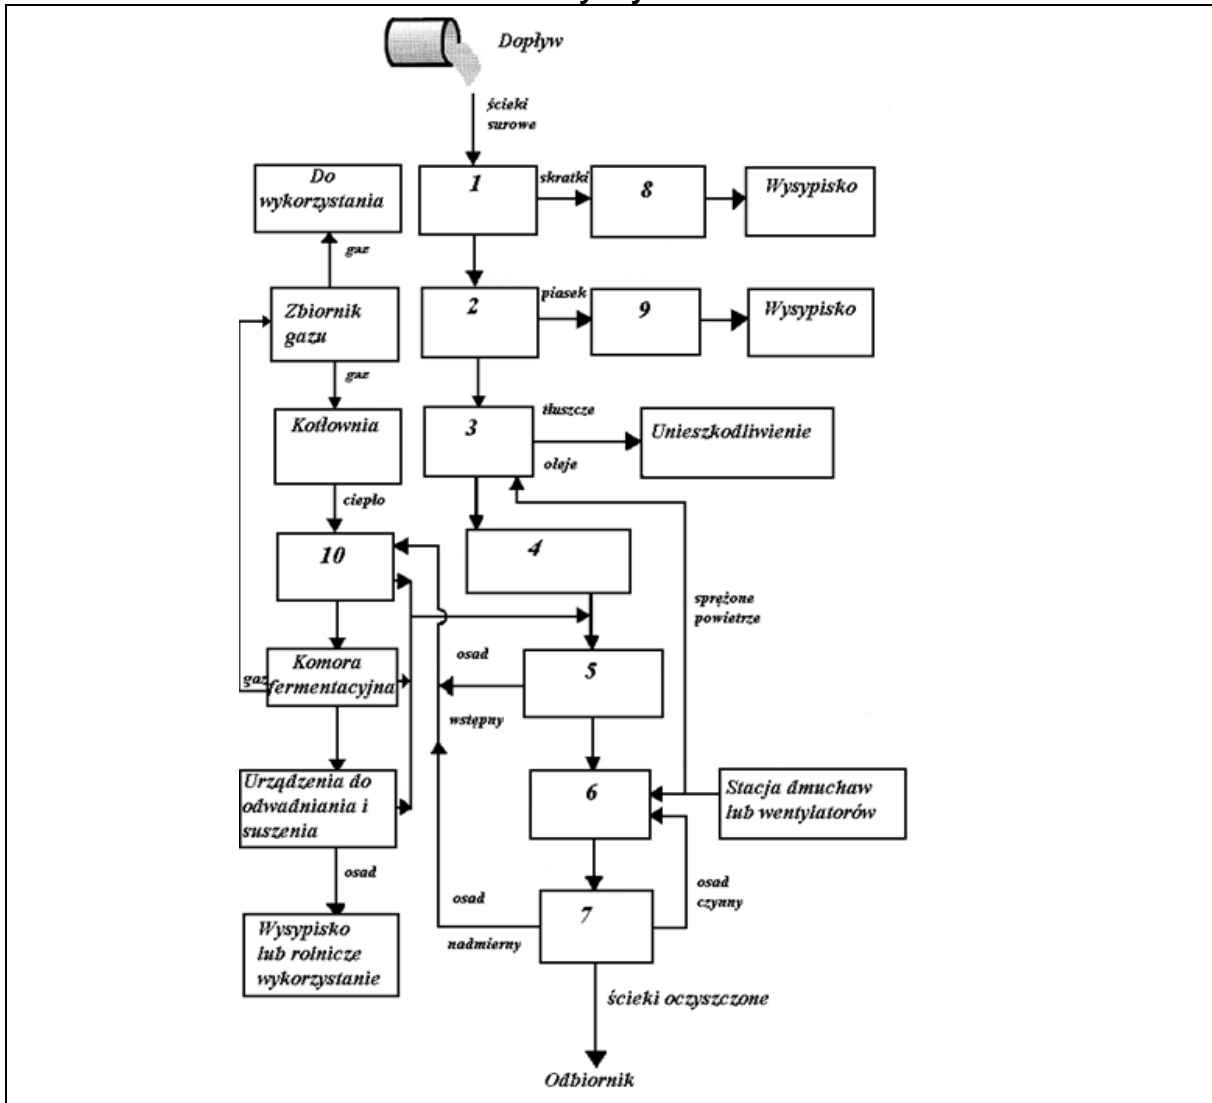 Dopływ
ścieki
surowe
1
skratki
8
Wysypisko
Do
wykorzystania
gaz
2
piasek
9
Wysypisko
Zbiornik
gazu
gaz
3
tłuszcze
oleje
Unieszkodliwienie
Kotłownia
ciepło
10
4
sprężone
powietrze
Komora
fermentacyjna
gaz
osad
wstępny
5
Urządzenia do
odwadniania i
suszenia
6
Stacja dmuchaw
lub wentylatorów
osad
osad
nadmierny
7
osad
czynny
Wysypisko
lub rolnicze
wykorzystanie
ścieki oczyszczone
Odbiornik